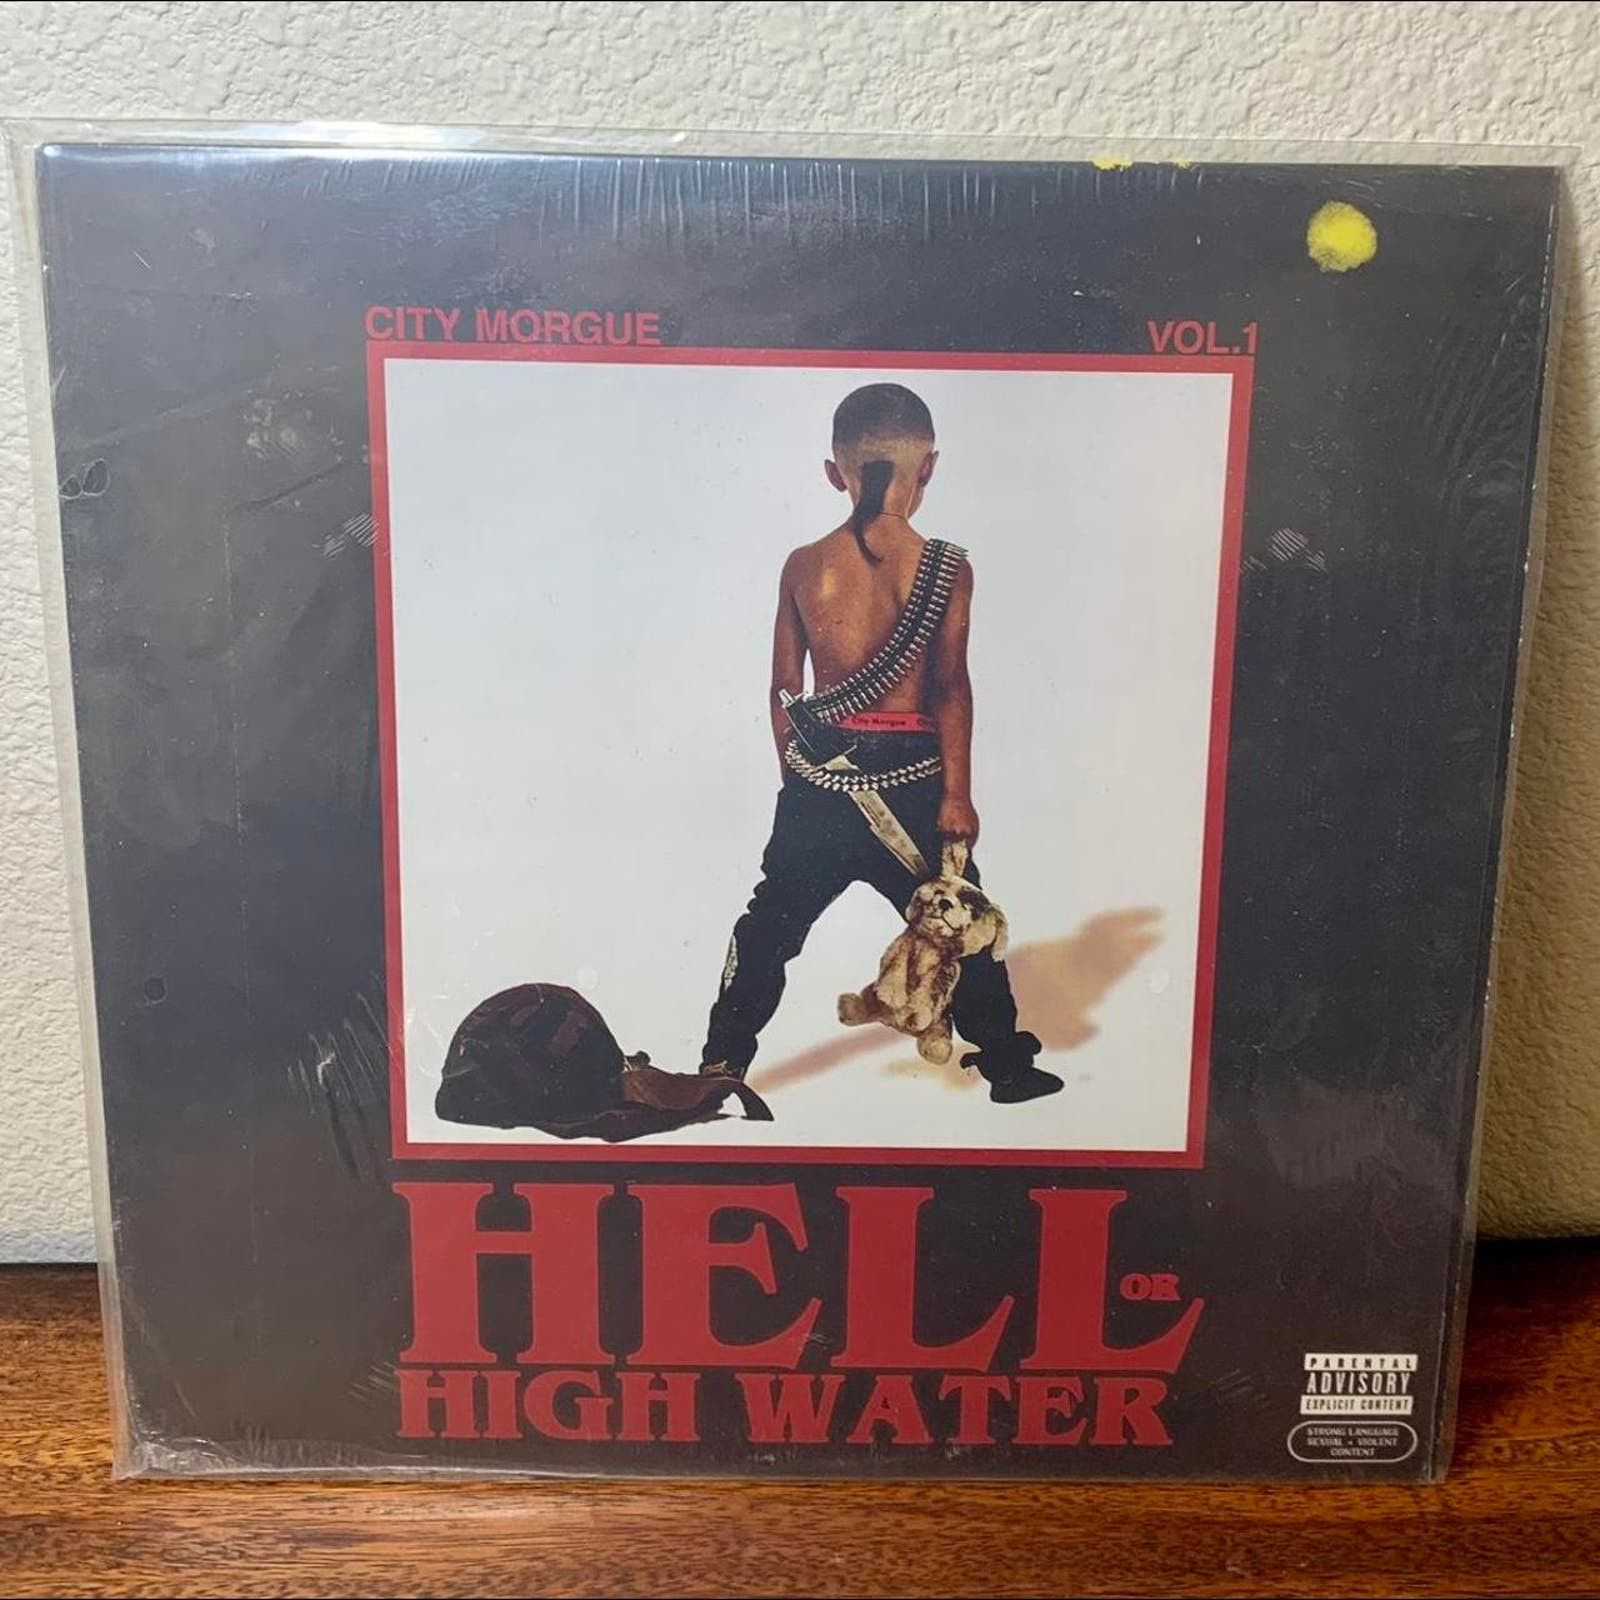 CITY MORGUE VOL.1
City Morgue
HELL
OR
HIGH WATER
PARENTAL
ADVISORY
EXPLICIT CONTENT
STRONG LANGUAGE
SEXUAL + VIOLENT
CONTENT